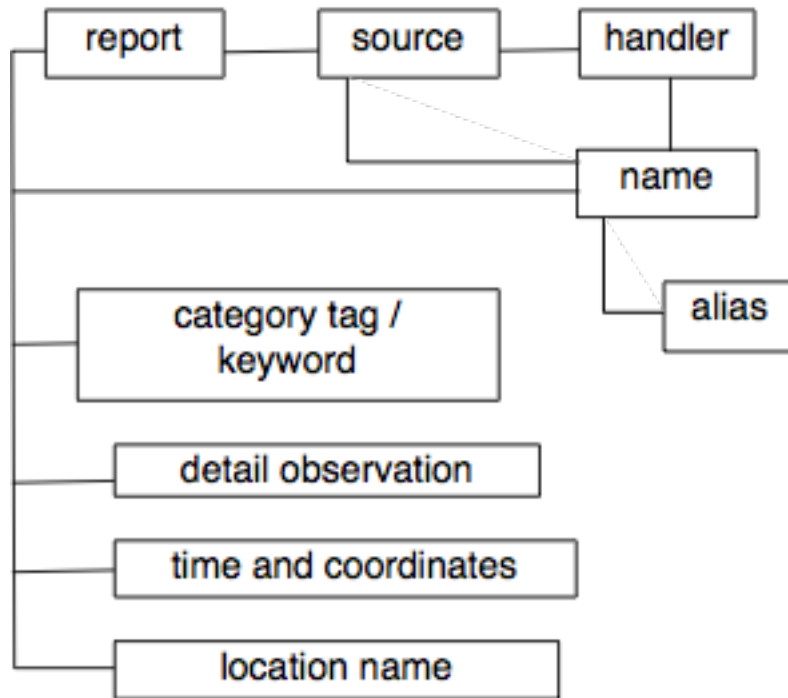 report
source
handler
name
alias
category tag /
keyword
detail observation
time and coordinates
location name